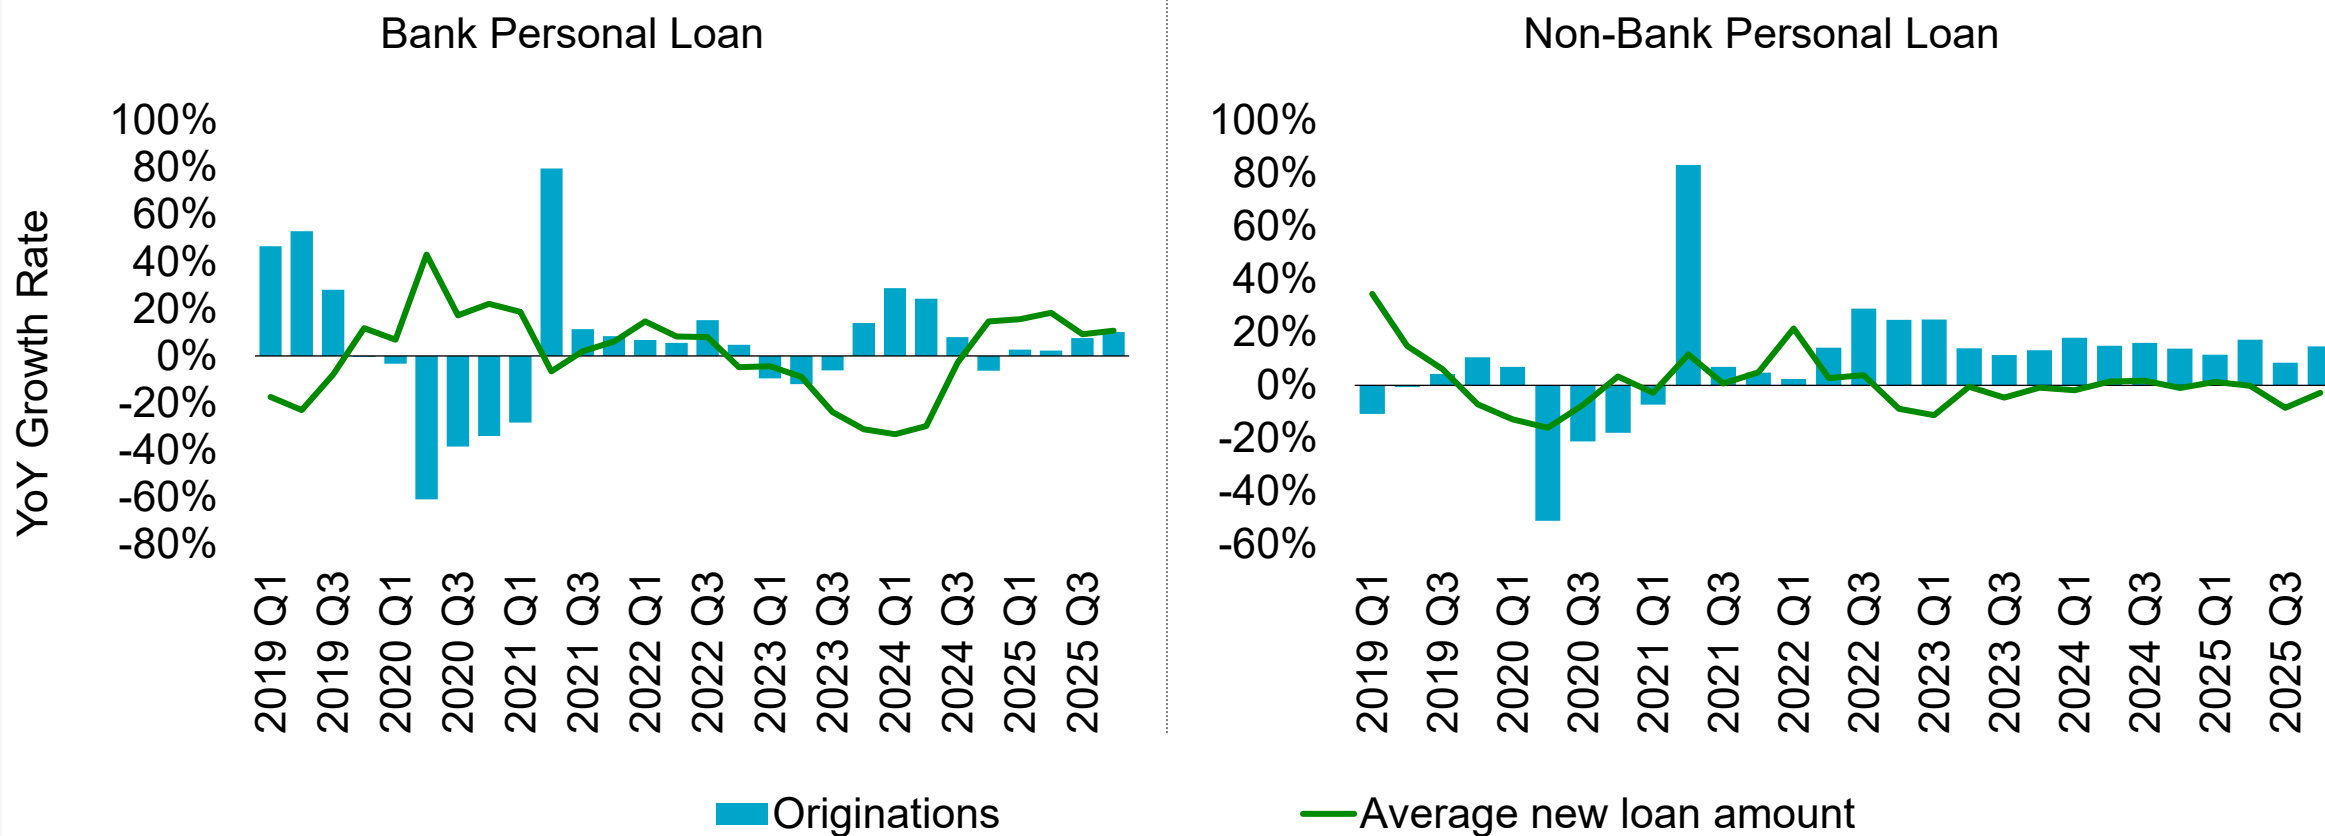 Bank Personal Loan
Non-Bank Personal Loan
YoY Growth Rate
100%
80%
60%
40%
20%
0%
-20%
-40%
-60%
-80%
2019 Q1
2019 Q3
2020 Q1
2020 Q3
2021 Q1
2021 Q3
2022 Q1
2022 Q3
2023 Q1
2023 Q3
2024 Q1
2024 Q3
2025 Q1
2025 Q3
100%
80%
60%
40%
20%
0%
-20%
-40%
-60%
2019 Q1
2019 Q3
2020 Q1
2020 Q3
2021 Q1
2021 Q3
2022 Q1
2022 Q3
2023 Q1
2023 Q3
2024 Q1
2024 Q3
2025 Q1
2025 Q3
Originations
Average new loan amount